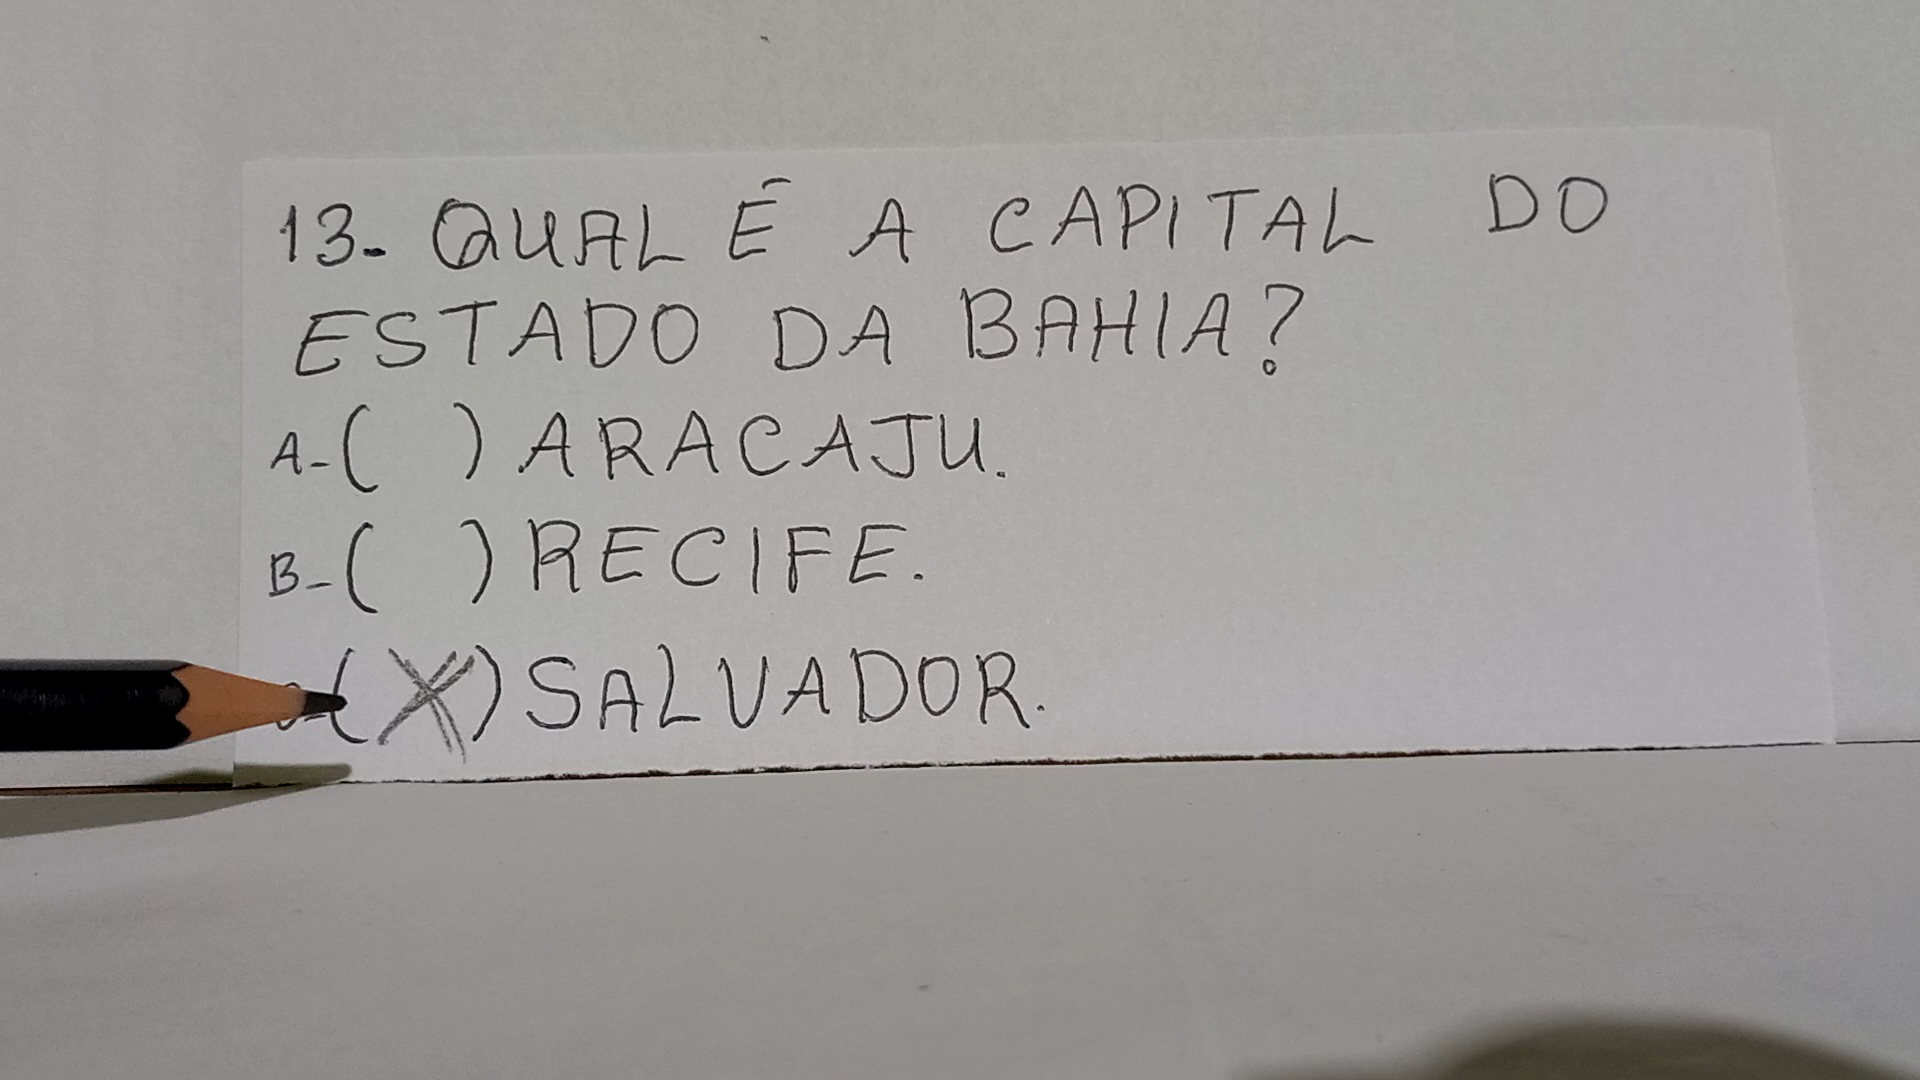 13. QUAL É A CAPITAL DO
ESTADO DA BAHIA?
A-( ) ARACAJU.
B-( ) RECIFE.
(X) SALVADOR.